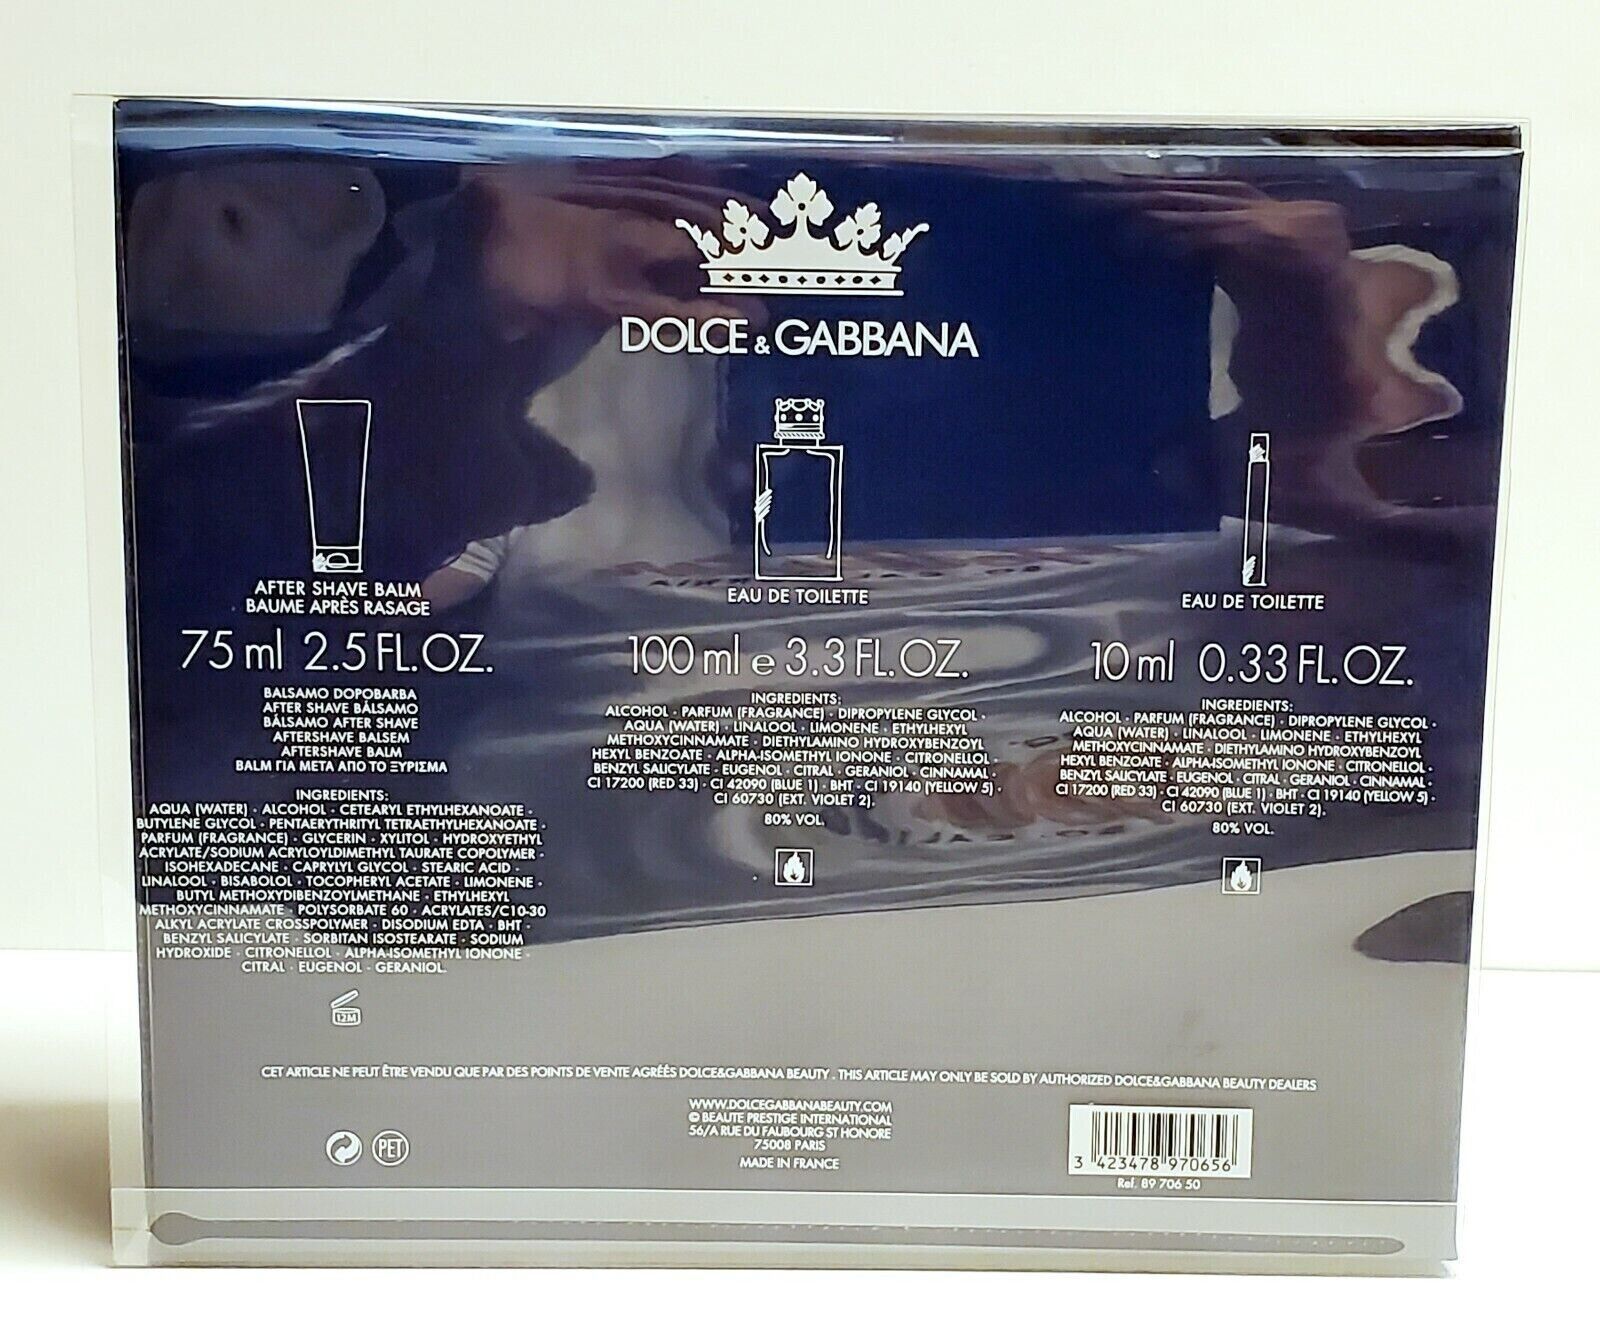 DOLCE & GABBANA
AFTER SHAVE BALM
BAUME APRÈS RASAGE
75 ml 2.5 FL.OZ.
BALSAMO DOPOBARBA
AFTER SHAVE BÁLSAMO
BÁLSAMO AFTER SHAVE
AFTERSHAVE BALSEM
AFTERSHAVE BALM
BALM ΓΙΑ ΜΕΤΑ ΑΠΟ ΤΟ ΞΥΡΙΣΜΑ
INGREDIENTS:
AQUA (WATER) · ALCOHOL · CETEARYL ETHYLHEXANOATE ·
BUTYLENE GLYCOL · PENTAERYTHRITYL TETRAETHYLHEXANOATE ·
PARFUM (FRAGRANCE) · GLYCERIN · XYLITOL · HYDROXYETHYL
ACRYLATE/SODIUM ACRYLOYLDIMETHYL TAURATE COPOLYMER ·
ISOHEXADECANE · CAPRYLYL GLYCOL · STEARIC ACID ·
LINALOOL · BISABOLOL · TOCOPHERYL ACETATE · LIMONENE ·
BUTYL METHOXYDIBENZOYLMETHANE · ETHYLHEXYL
METHOXYCINNAMATE · POLYSORBATE 60 · ACRYLATES/C10-30
ALKYL ACRYLATE CROSSPOLYMER · DISODIUM EDTA · BHT ·
BENZYL SALICYLATE · SORBITAN ISOSTEARATE · SODIUM
HYDROXIDE · CITRONELLOL · ALPHA-ISOMETHYL IONONE ·
CITRAL · EUGENOL · GERANIOL.
12M
EAU DE TOILETTE
100 ml e 3.3 FL.OZ.
INGREDIENTS:
ALCOHOL · PARFUM (FRAGRANCE) · DIPROPYLENE GLYCOL ·
AQUA (WATER) · LINALOOL · LIMONENE · ETHYLHEXYL
METHOXYCINNAMATE · DIETHYLAMINO HYDROXYBENZOYL
HEXYL BENZOATE · ALPHA-ISOMETHYL IONONE · CITRONELLOL ·
BENZYL SALICYLATE · EUGENOL · CITRAL · GERANIOL · CINNAMAL ·
CI 17200 (RED 33) · CI 42090 (BLUE 1) · BHT · CI 19140 (YELLOW 5) ·
CI 60730 (EXT. VIOLET 2).
80% VOL.
EAU DE TOILETTE
10 ml 0.33 FL.OZ.
INGREDIENTS:
ALCOHOL · PARFUM (FRAGRANCE) · DIPROPYLENE GLYCOL ·
AQUA (WATER) · LINALOOL · LIMONENE · ETHYLHEXYL
METHOXYCINNAMATE · DIETHYLAMINO HYDROXYBENZOYL
HEXYL BENZOATE · ALPHA-ISOMETHYL IONONE · CITRONELLOL ·
BENZYL SALICYLATE · EUGENOL · CITRAL · GERANIOL · CINNAMAL ·
CI 17200 (RED 33) · CI 42090 (BLUE 1) · BHT · CI 19140 (YELLOW 5) ·
CI 60730 (EXT. VIOLET 2).
80% VOL.
CET ARTICLE NE PEUT ÊTRE VENDU QUE PAR DES POINTS DE VENTE AGRÉÉS DOLCE&GABBANA BEAUTY . THIS ARTICLE MAY ONLY BE SOLD BY AUTHORIZED DOLCE&GABBANA BEAUTY DEALERS
PET
WWW.DOLCEGABBANABEAUTY.COM
© BEAUTE PRESTIGE INTERNATIONAL
56/A RUE DU FAUBOURG ST HONORE
75008 PARIS
MADE IN FRANCE
3 423478 970656
Ref. 89 706 50